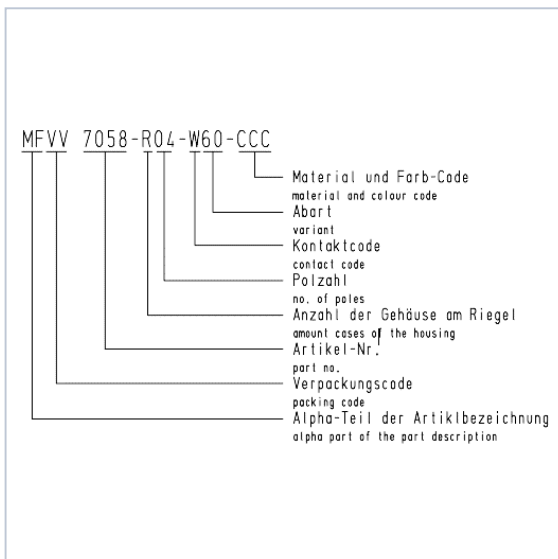 MFVV 7058-R04-W60-CCC
Material und Farb-Code
material and colour code
Abart
variant
Kontaktcode
contact code
Polzahl
no. of poles
Anzahl der Gehäuse am Riegel
amount cases of the housing
Artikel-Nr.
part no.
Verpackungscode
packing code
Alpha-Teil der Artiklbezeichnung
alpha part of the part description